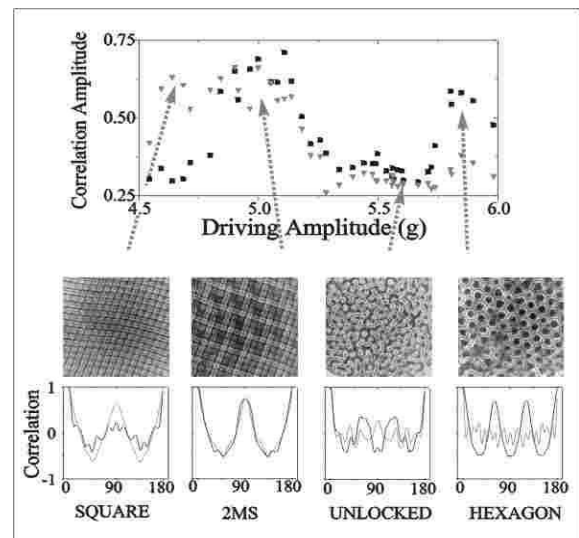 Correlation Amplitude
0.75
0.50
0.25
4.5 5.0 5.5 6.0
Driving Amplitude (g)
Correlation
1
0
-1
0 90 180 0 90 180 0 90 180 0 90 180
SQUARE 2MS UNLOCKED HEXAGON